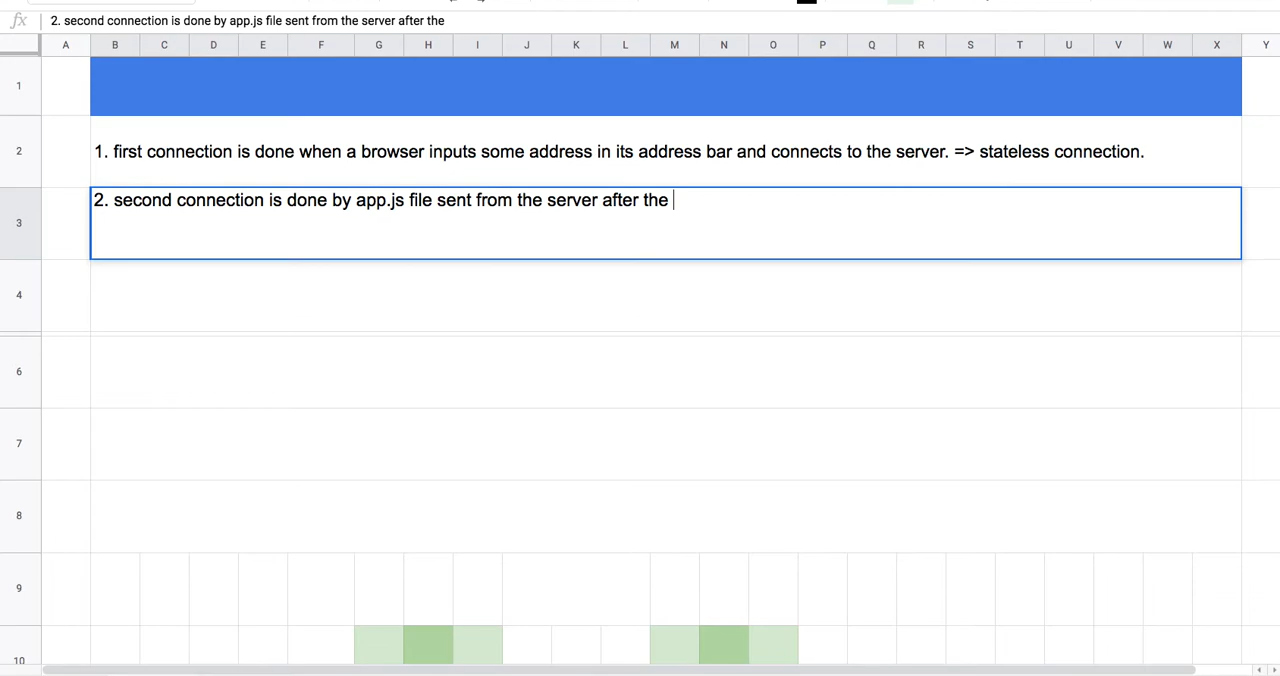 fx 2. second connection is done by app.js file sent from the server after the
A B C D E F G H I J K L M N O P Q R S T U V W X Y
1
2 1. first connection is done when a browser inputs some address in its address bar and connects to the server. => stateless connection.
3 2. second connection is done by app.js file sent from the server after the
4
6
7
8
9
10